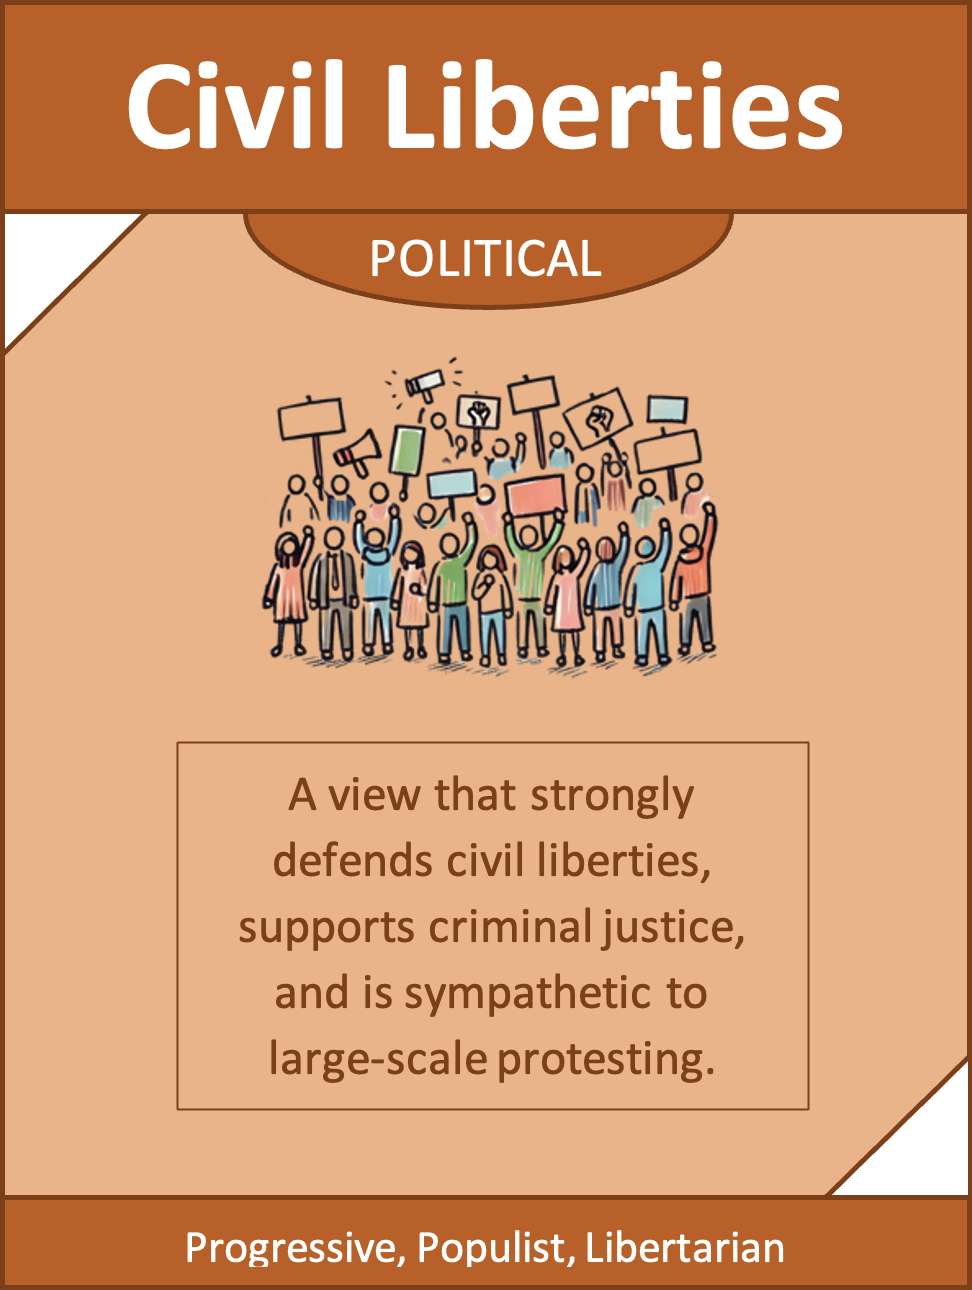 Civil Liberties
POLITICAL
A view that strongly
defends civil liberties,
supports criminal justice,
and is sympathetic to
large-scale protesting.
Progressive, Populist, Libertarian